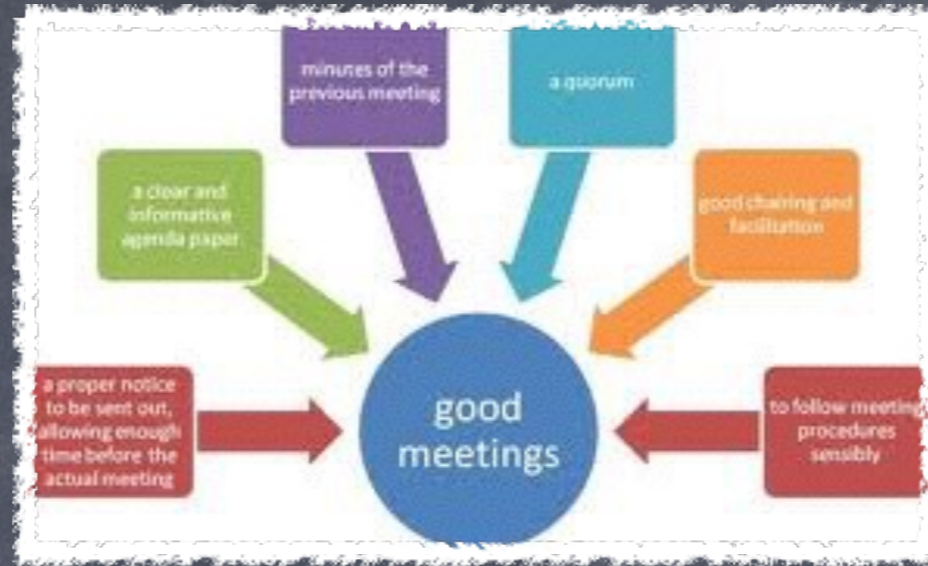 minutes of the
previous meeting
a quorum
a clear and
informative
agenda paper
good chairing and
facilitation
a proper notice
to be sent out,
allowing enough
time before the
actual meeting
good
meetings
to follow meeting
procedures
sensibly